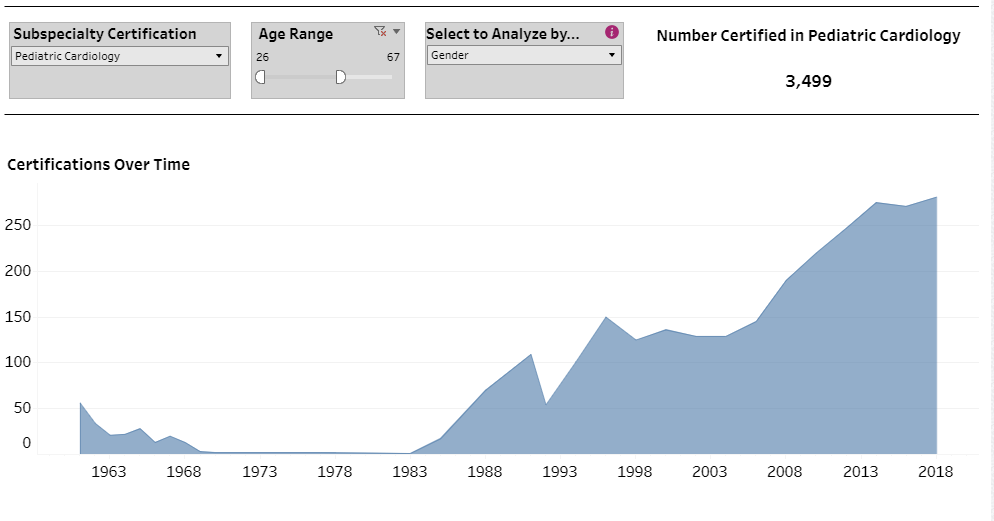 Subspecialty Certification
Pediatric Cardiology
Age Range
26 67
Select to Analyze by... i
Gender
Number Certified in Pediatric Cardiology
3,499
Certifications Over Time
250
200
150
100
50
0
1963 1968 1973 1978 1983 1988 1993 1998 2003 2008 2013 2018